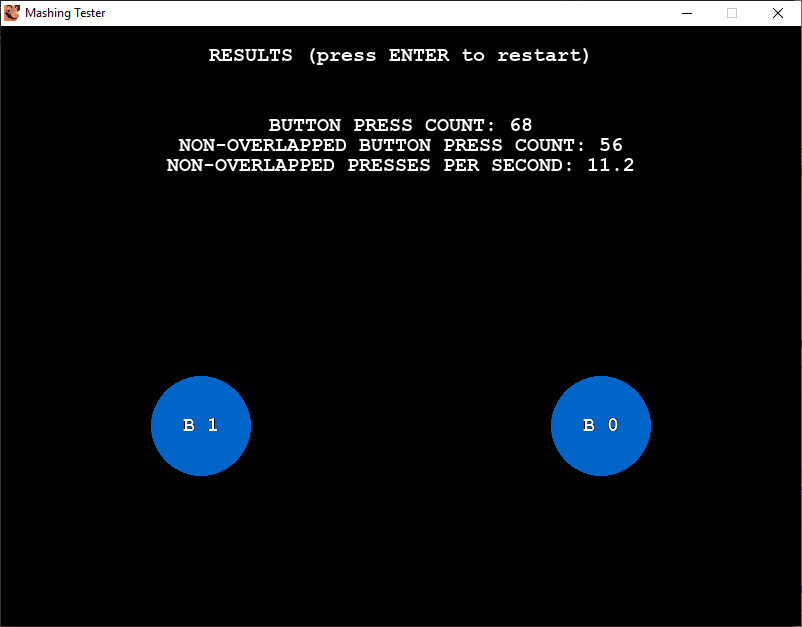 Mashing Tester
RESULTS (press ENTER to restart)
BUTTON PRESS COUNT: 68
NON-OVERLAPPED BUTTON PRESS COUNT: 56
NON-OVERLAPPED PRESSES PER SECOND: 11.2
B 1
B 0